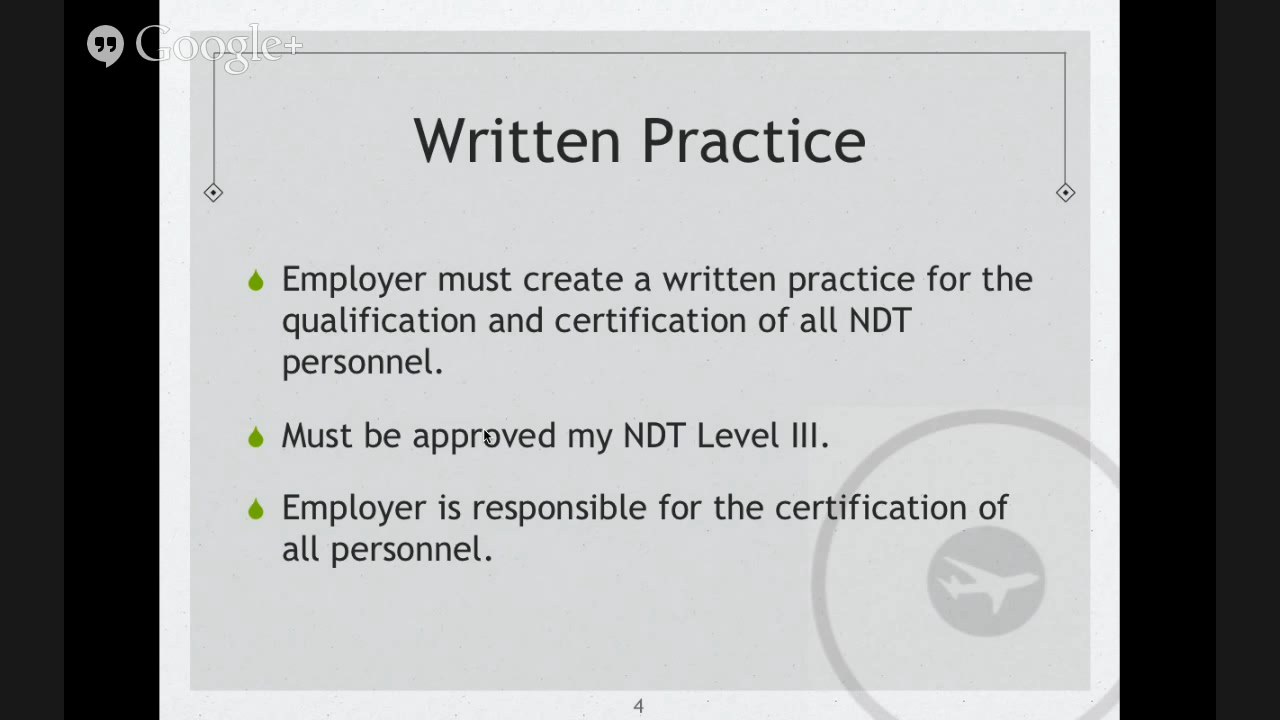 Google+
Written Practice
Employer must create a written practice for the
qualification and certification of all NDT
personnel.
Must be approved my NDT Level III.
Employer is responsible for the certification of
all personnel.
4